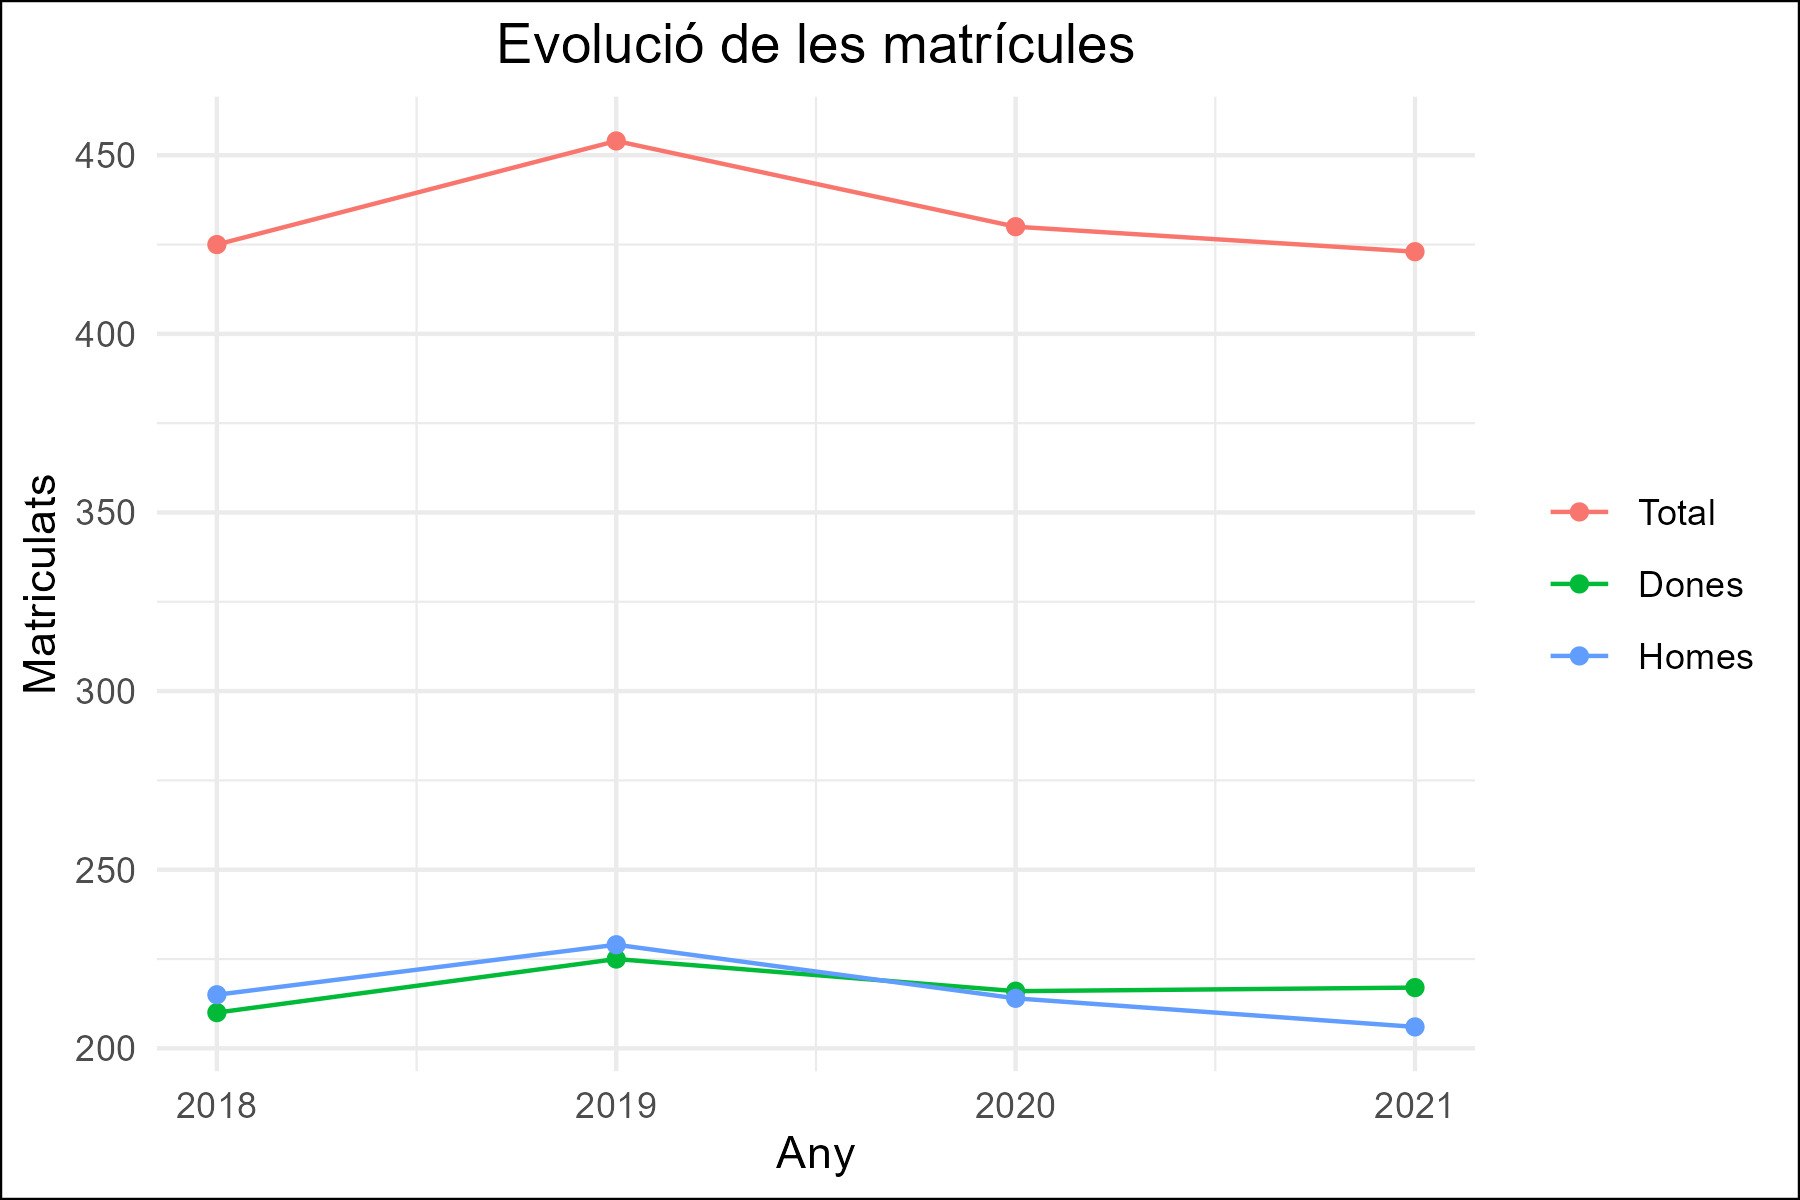 Evolució de les matrícules
Matriculats
450
400
350
300
250
200
2018
2019
2020
2021
Any
Total
Dones
Homes